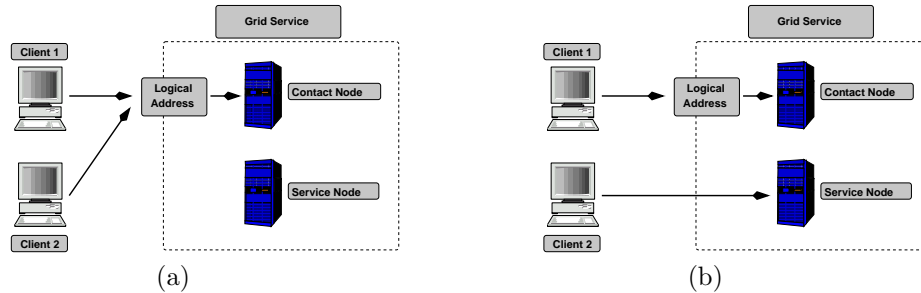 Grid Service
Client 1
Logical
Address
Contact Node
Service Node
Client 2
(a)
Grid Service
Client 1
Logical
Address
Contact Node
Service Node
Client 2
(b)